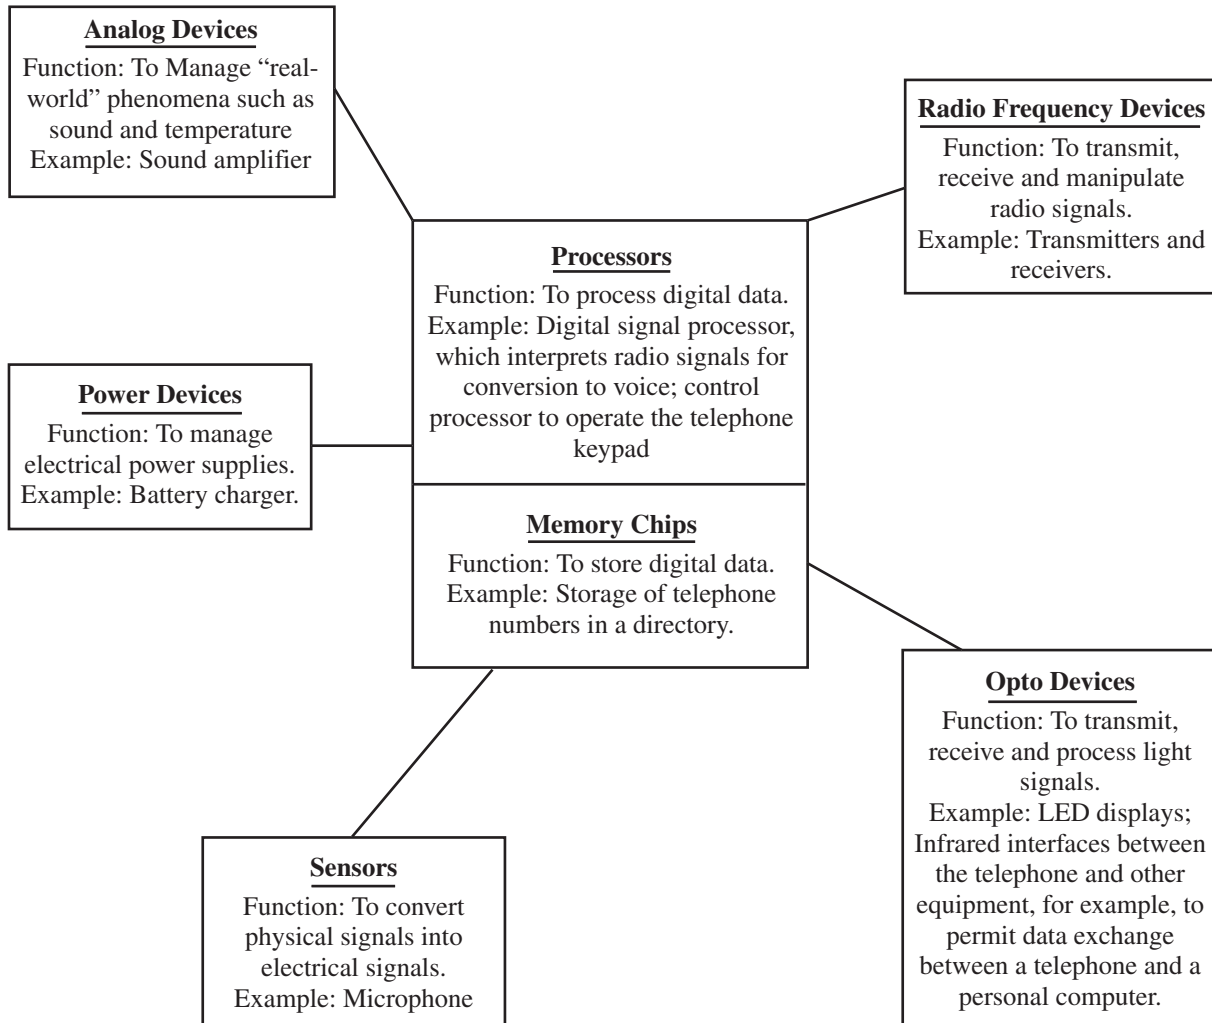 Analog Devices
Function: To Manage “real-
world” phenomena such as
sound and temperature
Example: Sound amplifier
Radio Frequency Devices
Function: To transmit,
receive and manipulate
radio signals.
Example: Transmitters and
receivers.
Processors
Function: To process digital data.
Example: Digital signal processor,
which interprets radio signals for
conversion to voice; control
processor to operate the telephone
keypad
Power Devices
Function: To manage
electrical power supplies.
Example: Battery charger.
Memory Chips
Function: To store digital data.
Example: Storage of telephone
numbers in a directory.
Opto Devices
Function: To transmit,
receive and process light
signals.
Example: LED displays;
Infrared interfaces between
the telephone and other
equipment, for example, to
permit data exchange
between a telephone and a
personal computer.
Sensors
Function: To convert
physical signals into
electrical signals.
Example: Microphone